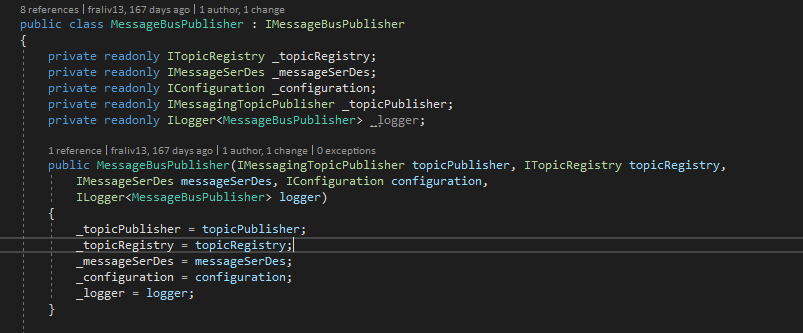 8 references | fraliv13, 167 days ago | 1 author, 1 change
public class MessageBusPublisher : IMessageBusPublisher
{
private readonly ITopicRegistry _topicRegistry;
private readonly IMessageSerDes _messageSerDes;
private readonly IConfiguration _configuration;
private readonly IMessagingTopicPublisher _topicPublisher;
private readonly ILogger<MessageBusPublisher> _logger;
1 reference | fraliv13, 167 days ago | 1 author, 1 change | 0 exceptions
public MessageBusPublisher(IMessagingTopicPublisher topicPublisher, ITopicRegistry topicRegistry,
IMessageSerDes messageSerDes, IConfiguration configuration,
ILogger<MessageBusPublisher> logger)
{
_topicPublisher = topicPublisher;
_topicRegistry = topicRegistry;
_messageSerDes = messageSerDes;
_configuration = configuration;
_logger = logger;
}